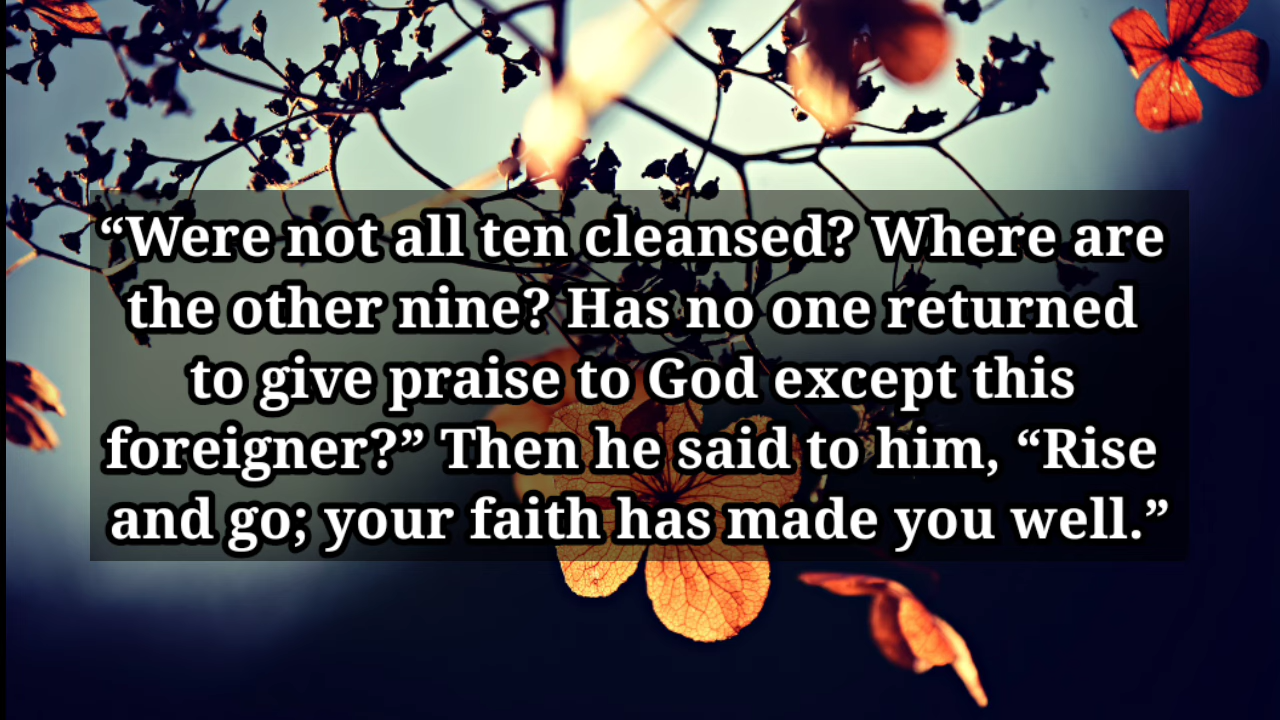 “Were not all ten cleansed? Where are
the other nine? Has no one returned
to give praise to God except this
foreigner?” Then he said to him, “Rise
and go; your faith has made you well.”